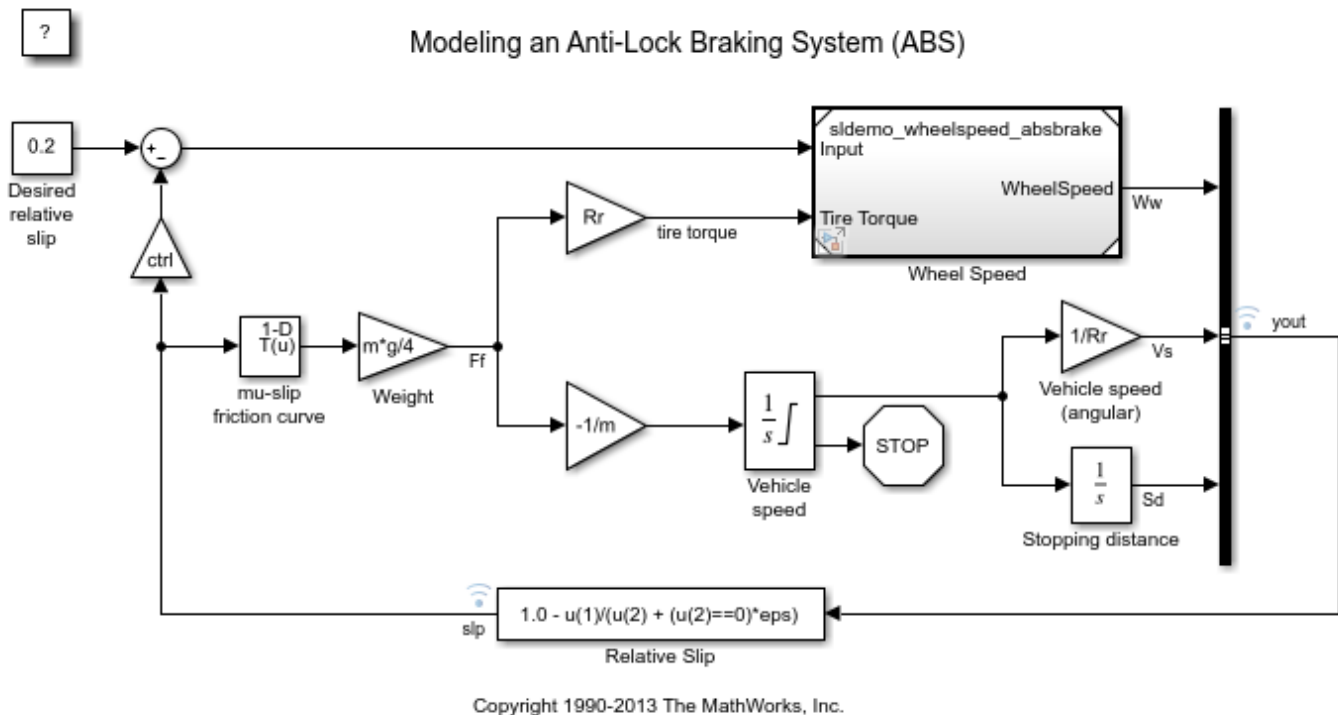 ?
Modeling an Anti-Lock Braking System (ABS)
0.2
Desired
relative
slip
+
-
ctrl
1-D
T(u)
mu-slip
friction curve
m*g/4
Weight
Ff
Rr
tire torque
sldemo_wheelspeed_absbrake
Input
Tire Torque
WheelSpeed
Wheel Speed
Ww
-1/m
1
s
Vehicle
speed
STOP
1/Rr
Vehicle speed
(angular)
Vs
1
s
Stopping distance
Sd
yout
1.0 - u(1)/(u(2) + (u(2)==0)*eps)
Relative Slip
slp
Copyright 1990-2013 The MathWorks, Inc.